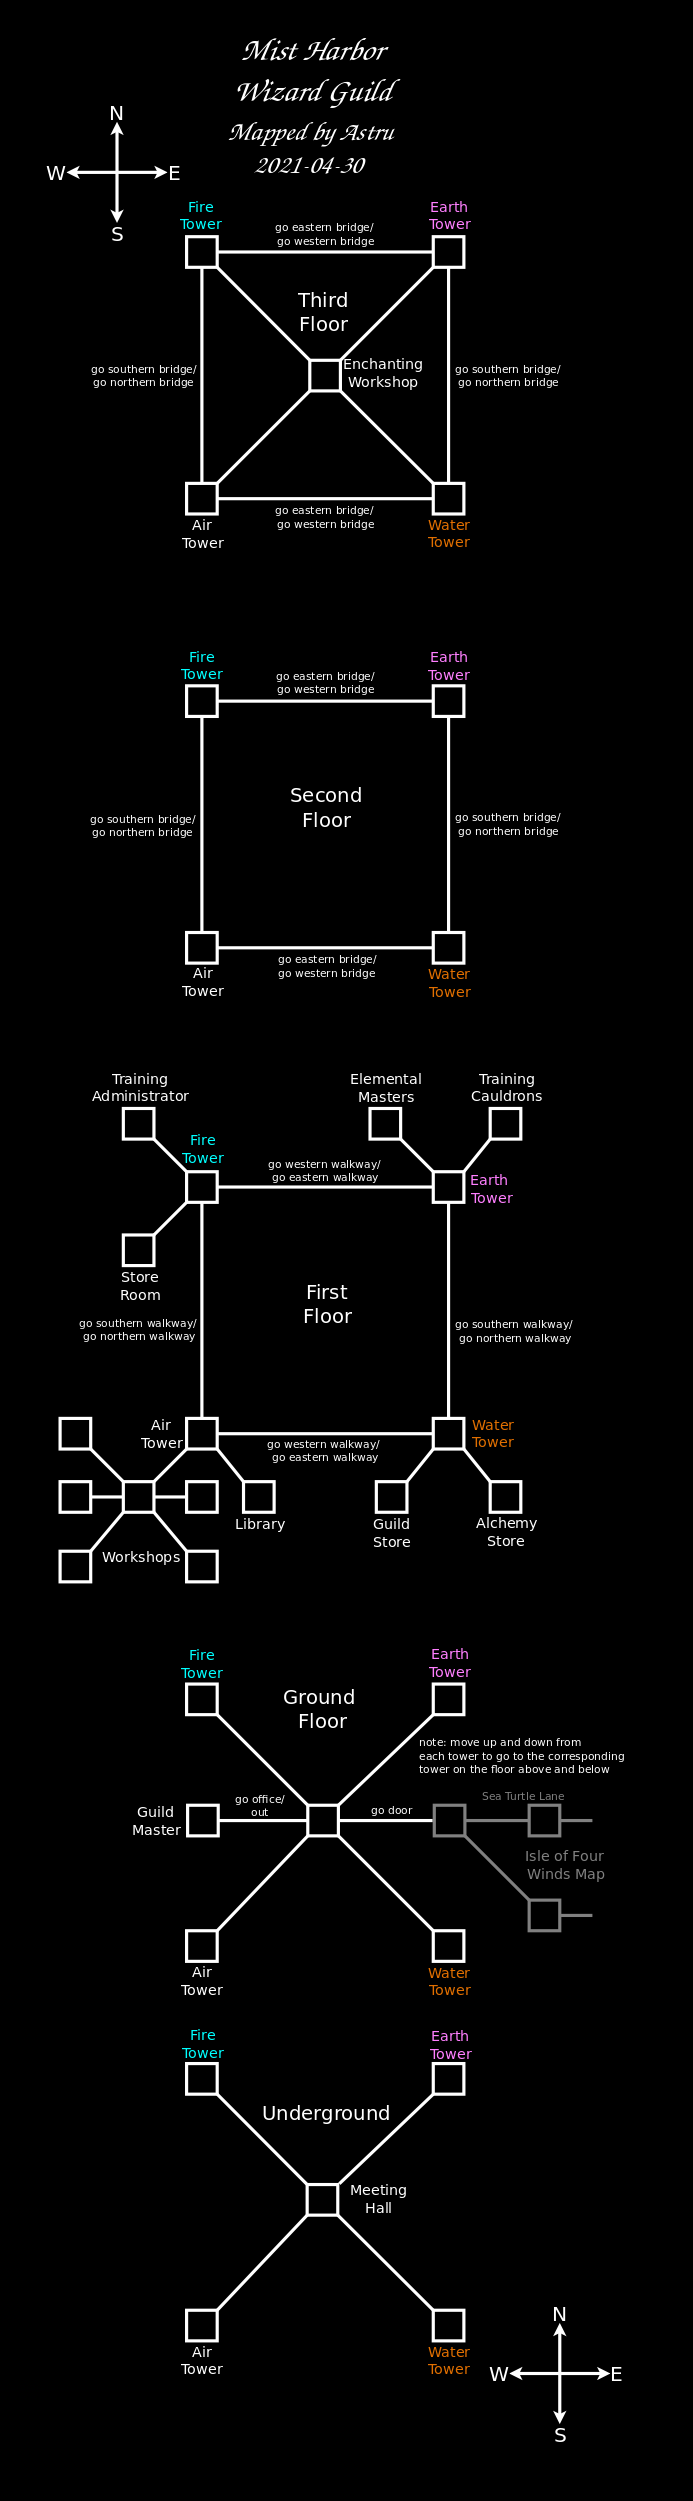 Mist Harbor
Wizard Guild
Mapped by Astru
2021-04-30
N
W
E
S
Fire
Tower
Earth
Tower
go eastern bridge/
go western bridge
Third
Floor
Enchanting
Workshop
go southern bridge/
go northern bridge
go southern bridge/
go northern bridge
go eastern bridge/
go western bridge
Air
Tower
Water
Tower
Fire
Tower
Earth
Tower
go eastern bridge/
go western bridge
Second
Floor
go southern bridge/
go northern bridge
go southern bridge/
go northern bridge
go eastern bridge/
go western bridge
Air
Tower
Water
Tower
Training
Administrator
Elemental
Masters
Training
Cauldrons
Fire
Tower
go western walkway/
go eastern walkway
Earth
Tower
Store
Room
First
Floor
go southern walkway/
go northern walkway
go southern walkway/
go northern walkway
Air
Tower
go western walkway/
go eastern walkway
Water
Tower
Library
Guild
Store
Alchemy
Store
Workshops
Fire
Tower
Earth
Tower
Ground
Floor
note: move up and down from
each tower to go to the corresponding
tower on the floor above and below
Guild
Master
go office/
out
go door
Sea Turtle Lane
Isle of Four
Winds Map
Air
Tower
Water
Tower
Fire
Tower
Earth
Tower
Underground
Meeting
Hall
Air
Tower
Water
Tower
N
W
E
S